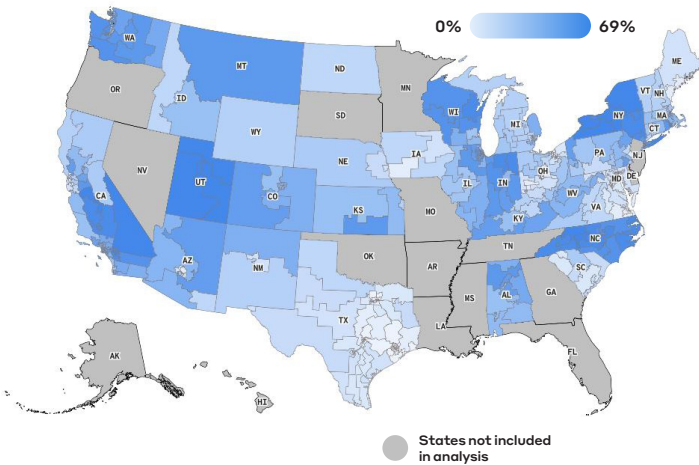 0% 69%
WA
MT
ND
MN
ME
OR
ID
SD
WI
VT NH
WY
MI
NY
MA
CT
IA
NE
PA
NJ
NV
OH
MD DE
UT
IL
IN
CA
CO
WV
VA
KS
MO
KY
NC
AZ
NM
OK
TN
AR
SC
MS
AL
GA
TX
LA
AK
FL
HI
States not included
in analysis